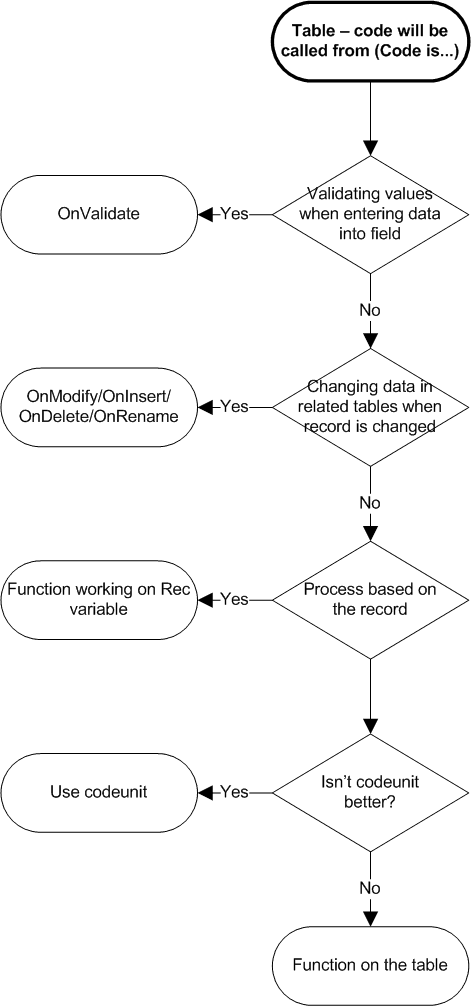 Table – code will be
called from (Code is...)
Validating values
when entering data
into field
Yes
OnValidate
No
Changing data in
related tables when
record is changed
Yes
OnModify/OnInsert/
OnDelete/OnRename
No
Process based on
the record
Yes
Function working on Rec
variable
Isn't codeunit
better?
Yes
Use codeunit
No
Function on the table